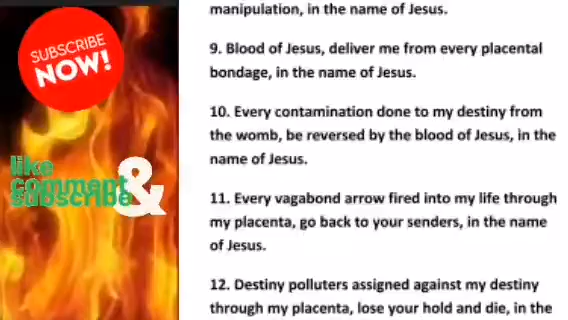 SUBSCRIBE
NOW!
like
comment
subscribe
&
manipulation, in the name of Jesus.
9. Blood of Jesus, deliver me from every placental
bondage, in the name of Jesus.
10. Every contamination done to my destiny from
the womb, be reversed by the blood of Jesus, in the
name of Jesus.
11. Every vagabond arrow fired into my life through
my placenta, go back to your senders, in the name
of Jesus.
12. Destiny polluters assigned against my destiny
through my placenta, lose your hold and die, in the